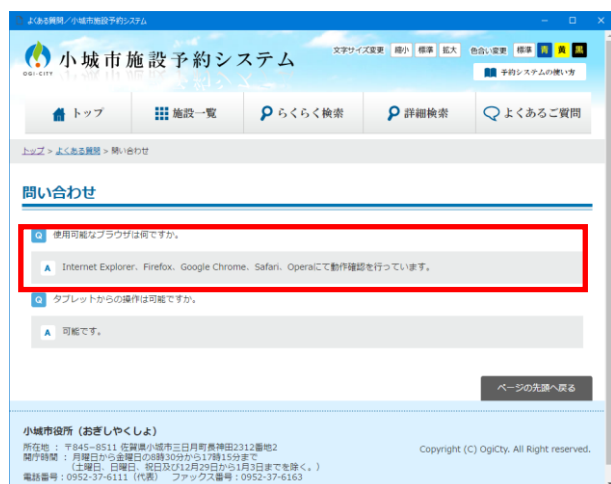 よくある質問／小城市施設予約システム
OGI-CITY
小城市施設予約システム
文字サイズ変更 縮小 標準 拡大 色合い変更 標準 青 黄 黒
予約システムの使い方
トップ 施設一覧 らくらく検索 詳細検索 よくあるご質問
トップ > よくある質問 > 問い合わせ
問い合わせ
Q 使用可能なブラウザは何ですか。
A Internet Explorer、Firefox、Google Chrome、Safari、Operaにて動作確認を行っています。
Q タブレットからの操作は可能ですか。
A 可能です。
ページの先頭へ戻る
小城市役所（おぎしやくしよ）
所在地 ： 〒845−8511 佐賀県小城市三日月町長神田2312番地2
開庁時間 ： 月曜日から金曜日の8時30分から17時15分まで
（土曜日、日曜日、祝日及び12月29日から1月3日までを除く。）
電話番号：0952-37-6111（代表） ファックス番号：0952-37-6163
Copyright (C) OgiCty. All Right reserved.